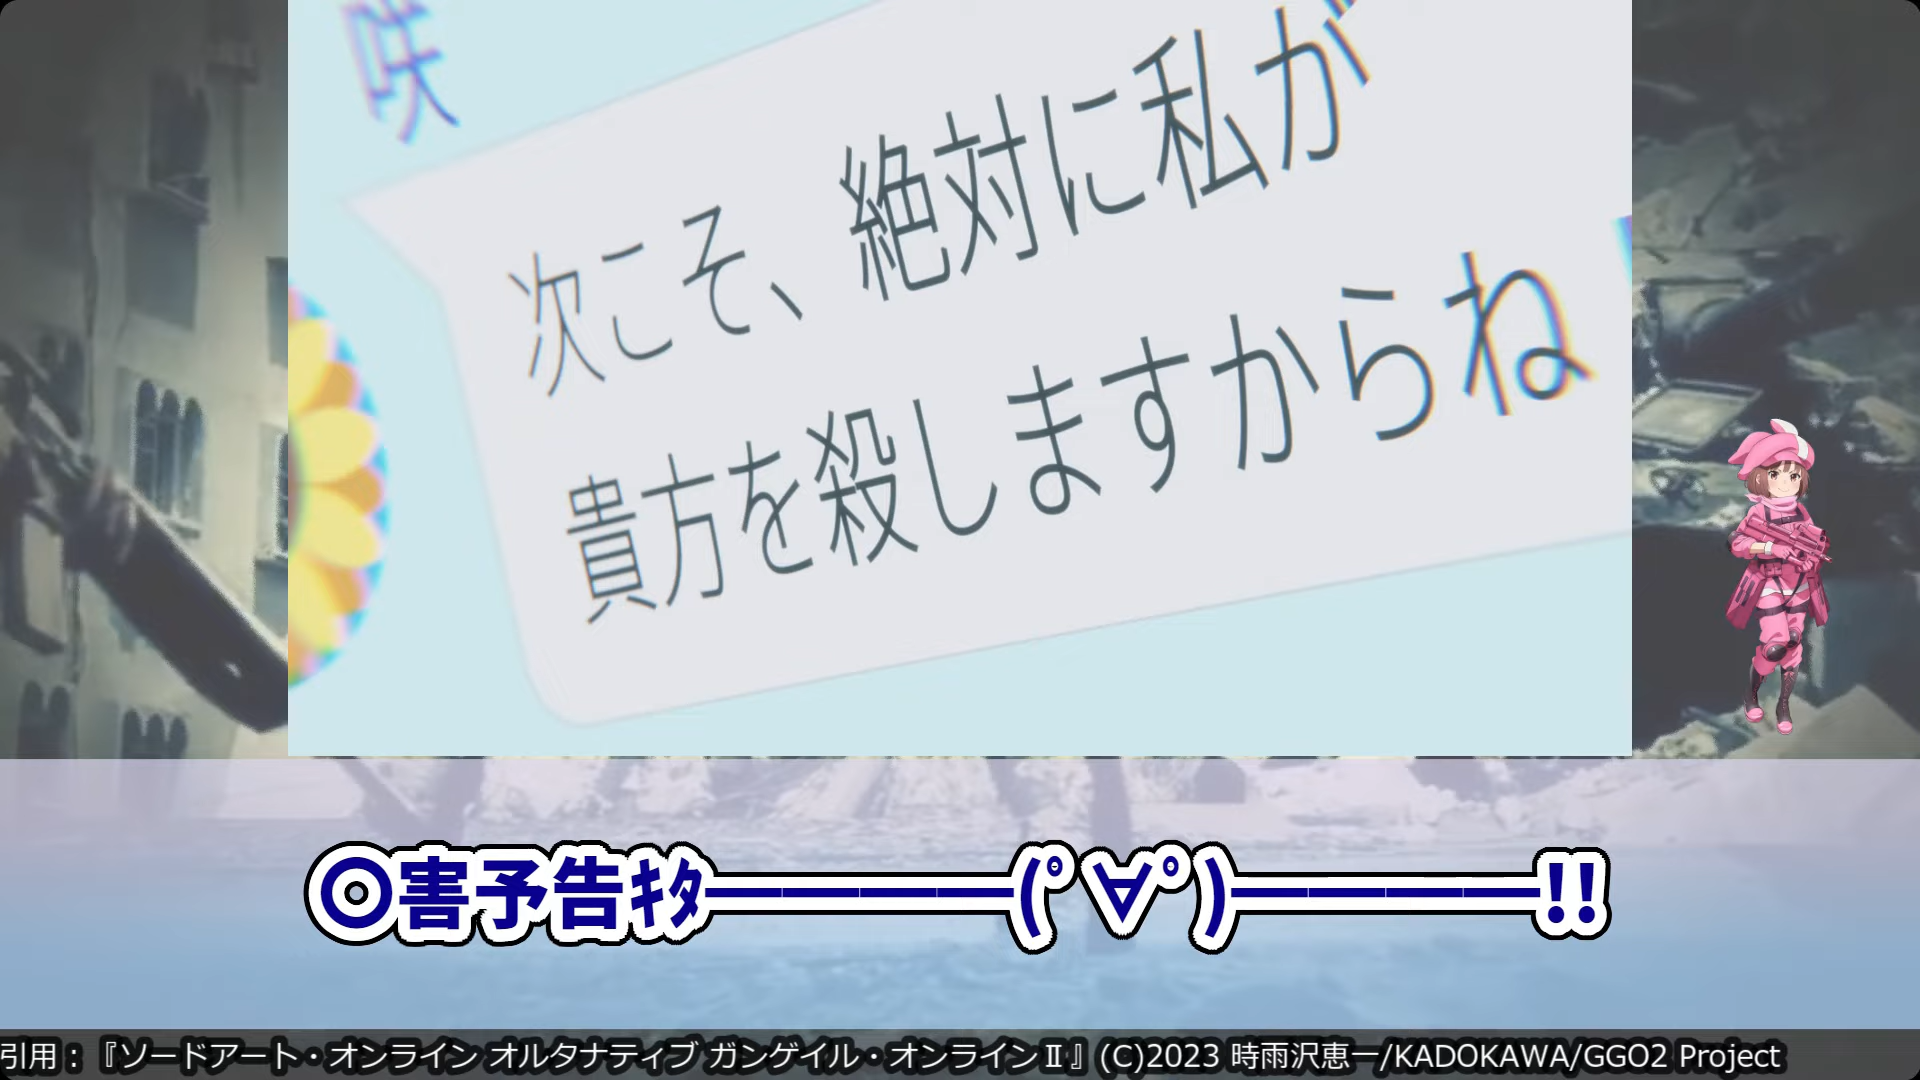 咲
次こそ、絶対に私が
貴方を殺しますからね
〇害予告ｷﾀ━━━━(ﾟ∀ﾟ)━━━━!!
引用：『ソードアート・オンライン オルタナティブ ガンゲイル・オンラインⅡ』(C)2023 時雨沢恵一/KADOKAWA/GGO2 Project